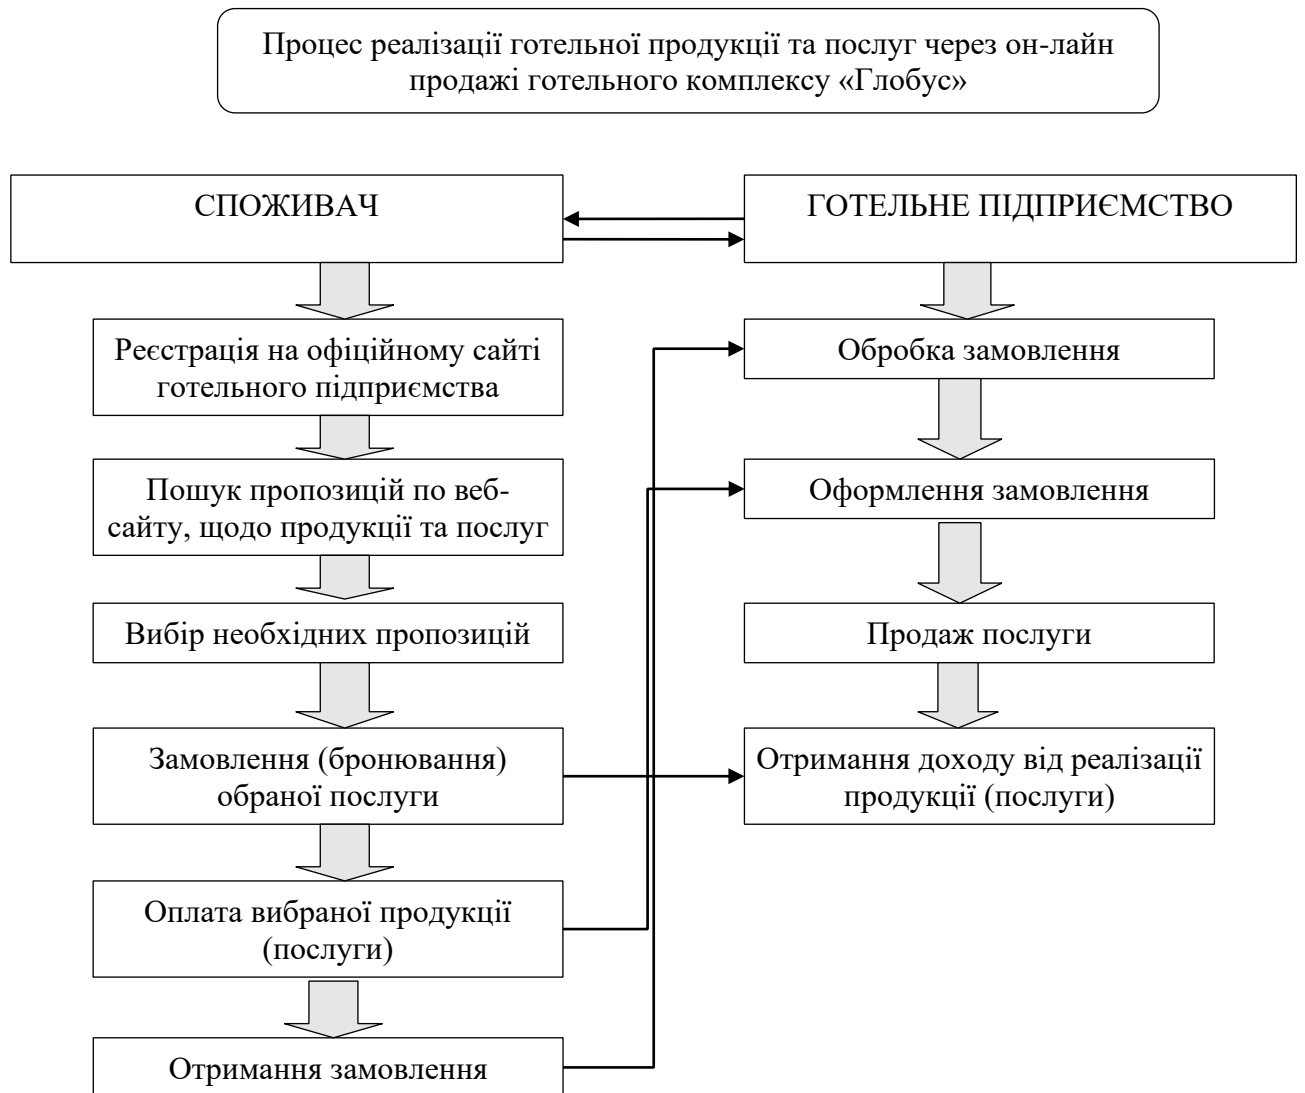 Процес реалізації готельної продукції та послуг через он-лайн
продажі готельного комплексу «Глобус»
СПОЖИВАЧ
ГОТЕЛЬНЕ ПІДПРИЄМСТВО
Реєстрація на офіційному сайті
готельного підприємства
Пошук пропозицій по веб-
сайту, щодо продукції та послуг
Вибір необхідних пропозицій
Замовлення (бронювання)
обраної послуги
Оплата вибраної продукції
(послуги)
Отримання замовлення
Обробка замовлення
Оформлення замовлення
Продаж послуги
Отримання доходу від реалізації
продукції (послуги)